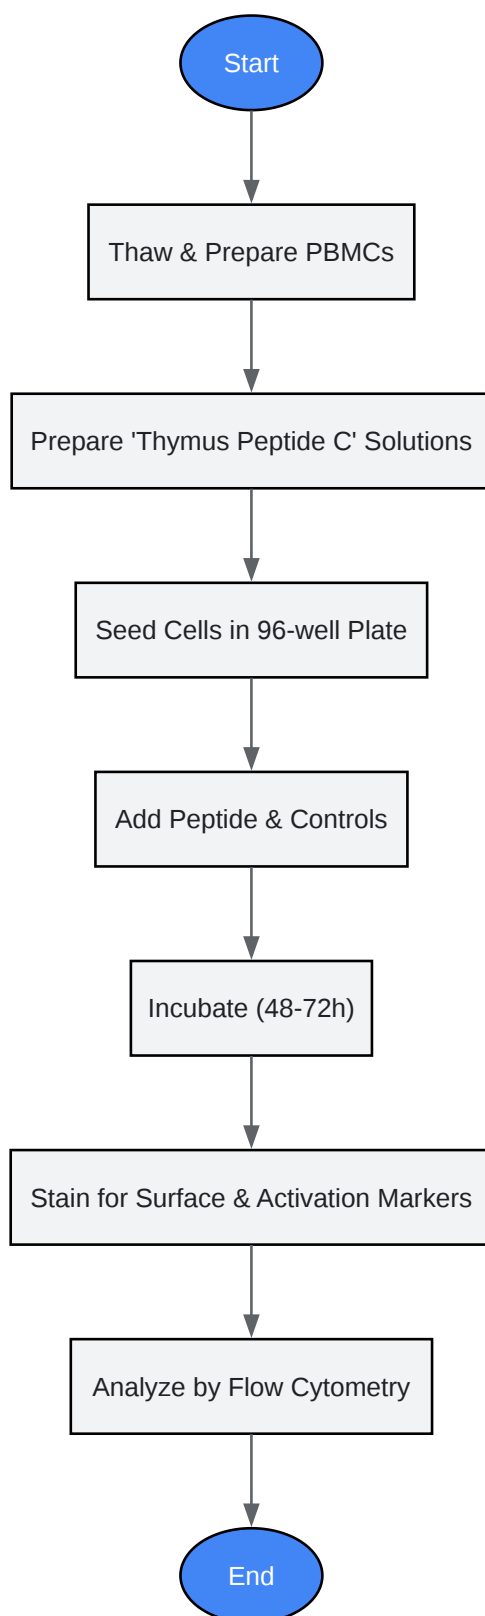 Start
Thaw & Prepare PBMCs
Prepare 'Thymus Peptide C' Solutions
Seed Cells in 96-well Plate
Add Peptide & Controls
Incubate (48-72h)
Stain for Surface & Activation Markers
Analyze by Flow Cytometry
End